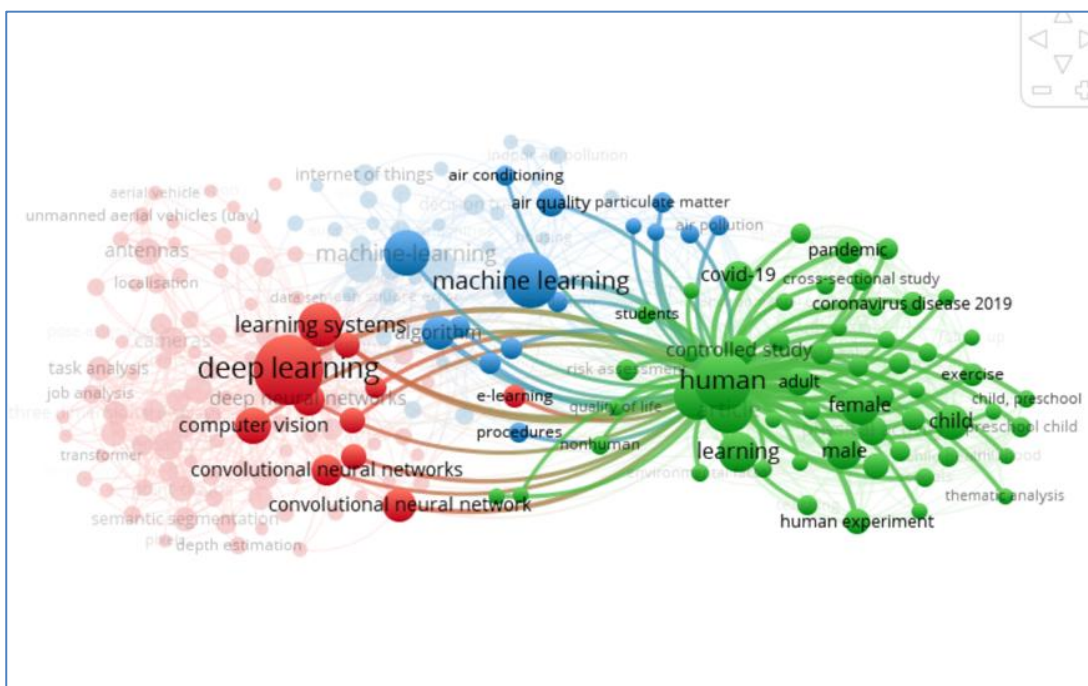 indoor air pollution
internet of things
air conditioning
aerial vehicle
air quality
particulate matter
unmanned aerial vehicles (uav)
air pollution
antennas
machine-learning
pandemic
covid-19
cross-sectional study
localisation
machine learning
coronavirus disease 2019
students
learning systems
algorithm
cameras
controlled study
deep learning
task analysis
risk assessment
human
adult
exercise
job analysis
deep neural networks
e-learning
quality of life
female
child, preschool
computer vision
procedures
nonhuman
male
child
preschool child
transformer
learning
convolutional neural networks
thematic analysis
convolutional neural network
semantic segmentation
human experiment
depth estimation